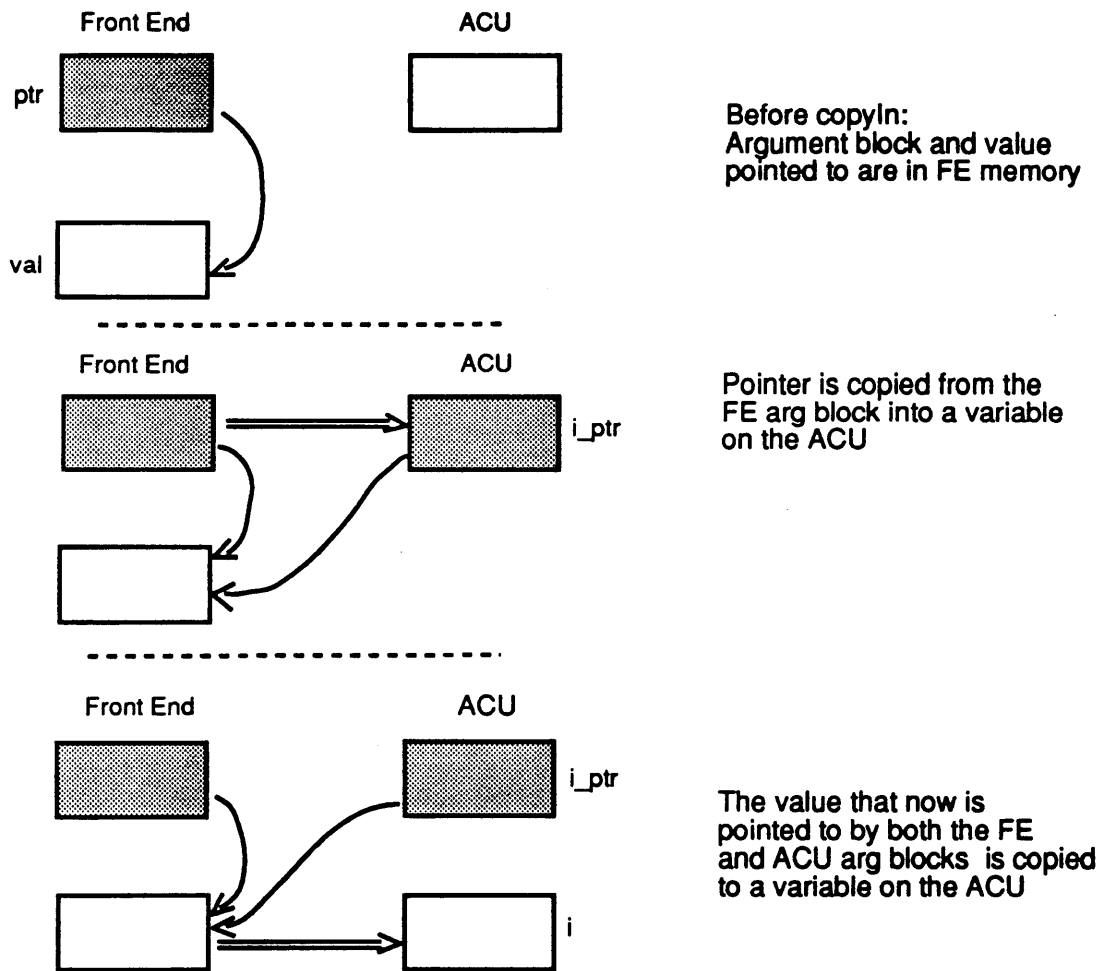 Front End
ACU
ptr
Before copyIn:
Argument block and value
pointed to are in FE memory
val
Front End
ACU
Pointer is copied from the
FE arg block into a variable
on the ACU
i_ptr
Front End
ACU
i_ptr
The value that now is
pointed to by both the FE
and ACU arg blocks is copied
to a variable on the ACU
i